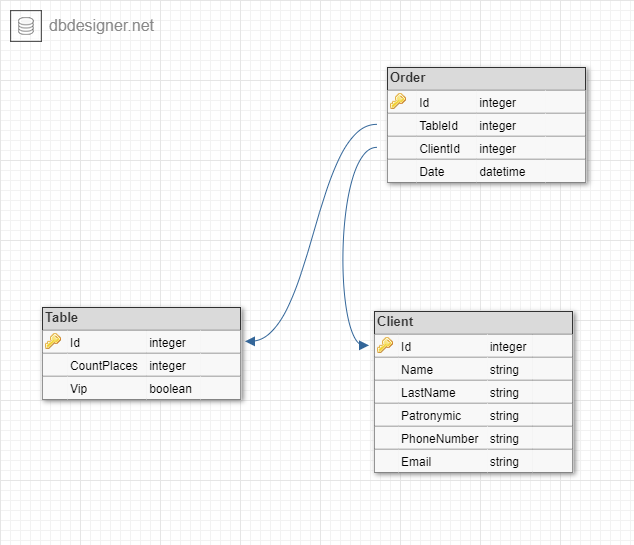 dbdesigner.net
Order
Id integer
TableId integer
ClientId integer
Date datetime
Table
Id integer
CountPlaces integer
Vip boolean
Client
Id integer
Name string
LastName string
Patronymic string
PhoneNumber string
Email string